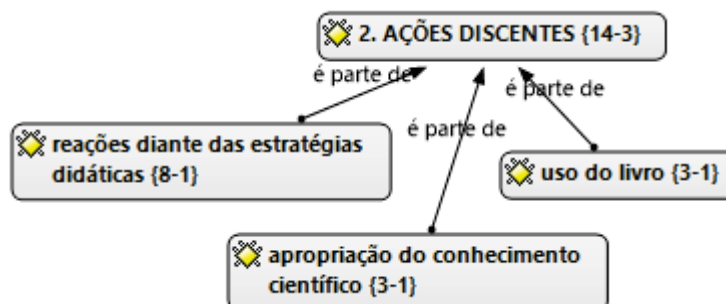 2. AÇÕES DISCENTES {14-3}
é parte de
é parte de
é parte de
reações diante das estratégias
didáticas {8-1}
uso do livro {3-1}
apropriação do conhecimento
científico {3-1}